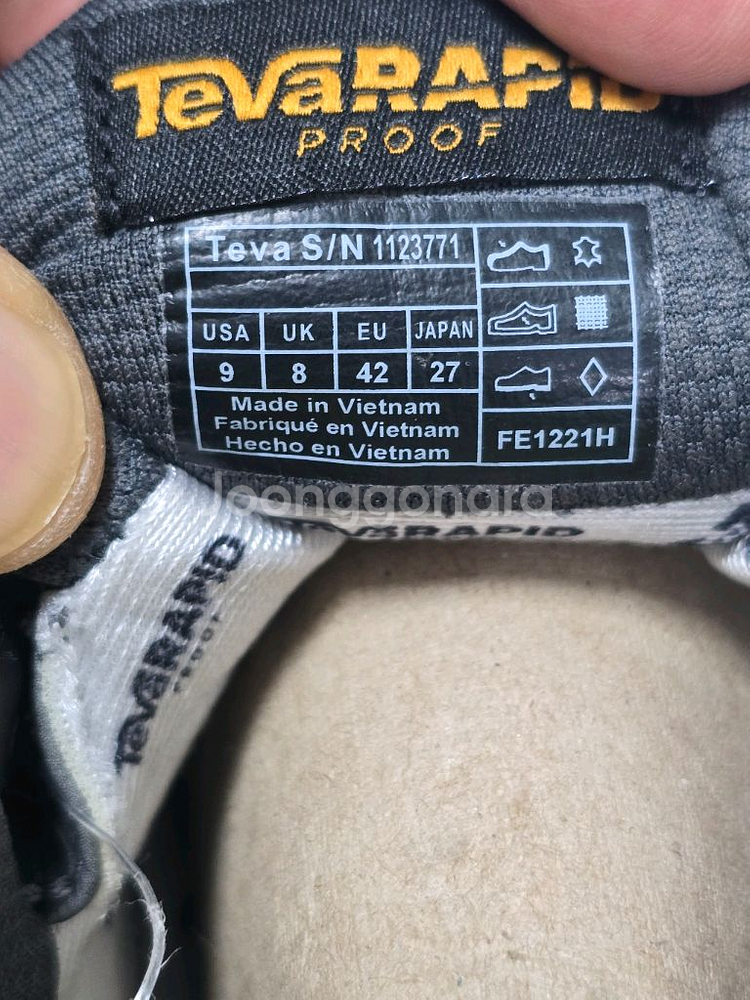 TevaRAPID
PROOF
Teva S/N 1123771
USA UK EU JAPAN
9 8 42 27
Made in Vietnam
Fabriqué en Vietnam
Hecho en Vietnam
FE1221H
joonggonara
TevaRAPID
TevaRAPID
PROOF